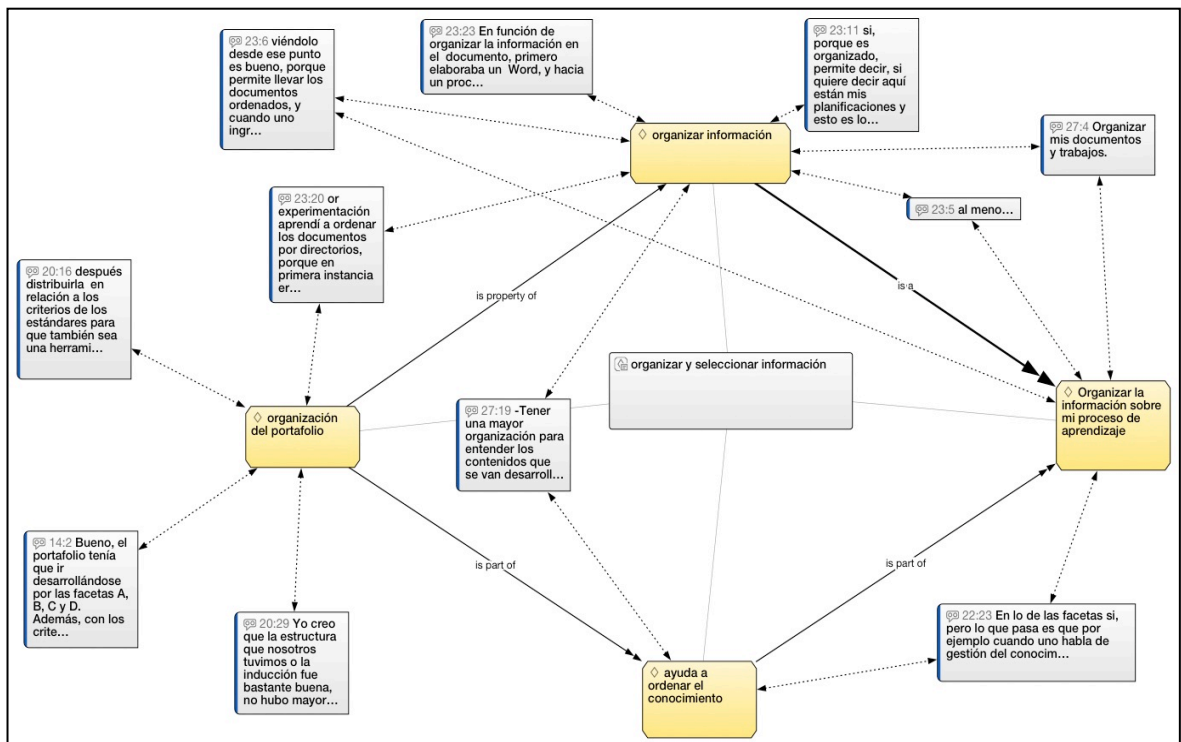 23:6 viéndolo
desde ese punto
es bueno, porque
permite llevar los
documentos
ordenados, y
cuando uno
ingr...
23:23 En función de
organizar la información en
el documento, primero
elaboraba un Word, y hacia
un proc...
23:11 si,
porque es
organizado,
permite decir, si
quiere decir aquí
están mis
planificaciones y
esto es lo...
organizar información
27:4 Organizar
mis documentos
y trabajos.
23:20 or
experimentación
aprendí a ordenar
los documentos
por directorios,
porque en
primera instancia
er...
23:5 al meno...
20:16 después
distribuirla en
relación a los
criterios de los
estándares para
que también sea
una herrami...
is property of
is a
organizar y seleccionar información
organización
del portafolio
27:19 -Tener
una mayor
organización para
entender los
contenidos que
se van desarroll...
Organizar la
información sobre
mi proceso de
aprendizaje
14:2 Bueno, el
portafolio tenía
que ir
desarrollándose
por las facetas A,
B, C y D.
Además, con los
crite...
is part of
is part of
20:29 Yo creo
que la estructura
que nosotros
tuvimos o la
inducción fue
bastante buena,
no hubo mayor...
22:23 En lo de las facetas si,
pero lo que pasa es que por
ejemplo cuando uno habla de
gestión del conocim...
ayuda a
ordenar el
conocimiento